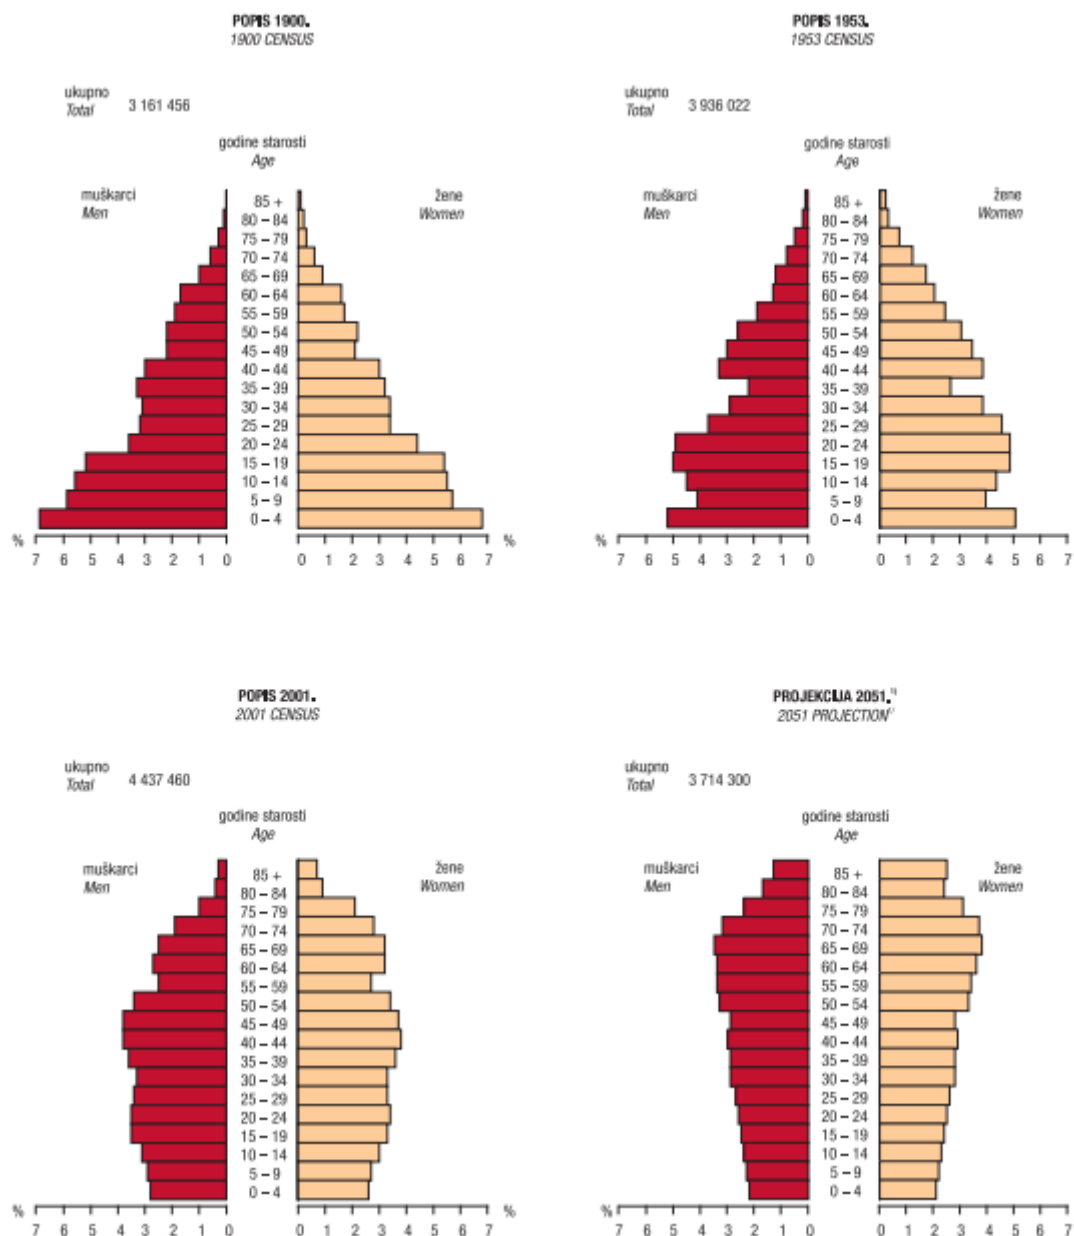 POPIS 1900.
1900 CENSUS
ukupno
Total 3 161 456
godine starosti
Age
muškarci
Men
žene
Women
85 +
80 – 84
75 – 79
70 – 74
65 – 69
60 – 64
55 – 59
50 – 54
45 – 49
40 – 44
35 – 39
30 – 34
25 – 29
20 – 24
15 – 19
10 – 14
5 – 9
0 – 4
% 7 6 5 4 3 2 1 0 0 1 2 3 4 5 6 7 %
POPIS 1953.
1953 CENSUS
ukupno
Total 3 936 022
godine starosti
Age
muškarci
Men
žene
Women
85 +
80 – 84
75 – 79
70 – 74
65 – 69
60 – 64
55 – 59
50 – 54
45 – 49
40 – 44
35 – 39
30 – 34
25 – 29
20 – 24
15 – 19
10 – 14
5 – 9
0 – 4
% 7 6 5 4 3 2 1 0 0 1 2 3 4 5 6 7
POPIS 2001.
2001 CENSUS
ukupno
Total 4 437 460
godine starosti
Age
muškarci
Men
žene
Women
85 +
80 – 84
75 – 79
70 – 74
65 – 69
60 – 64
55 – 59
50 – 54
45 – 49
40 – 44
35 – 39
30 – 34
25 – 29
20 – 24
15 – 19
10 – 14
5 – 9
0 – 4
7 6 5 4 3 2 1 0 0 1 2 3 4 5 6 7 %
PROJEKCIJA 2051.¹⁾
2051 PROJECTION¹⁾
ukupno
Total 3 714 300
godine starosti
Age
muškarci
Men
žene
Women
85 +
80 – 84
75 – 79
70 – 74
65 – 69
60 – 64
55 – 59
50 – 54
45 – 49
40 – 44
35 – 39
30 – 34
25 – 29
20 – 24
15 – 19
10 – 14
5 – 9
0 – 4
% 7 6 5 4 3 2 1 0 0 1 2 3 4 5 6 7